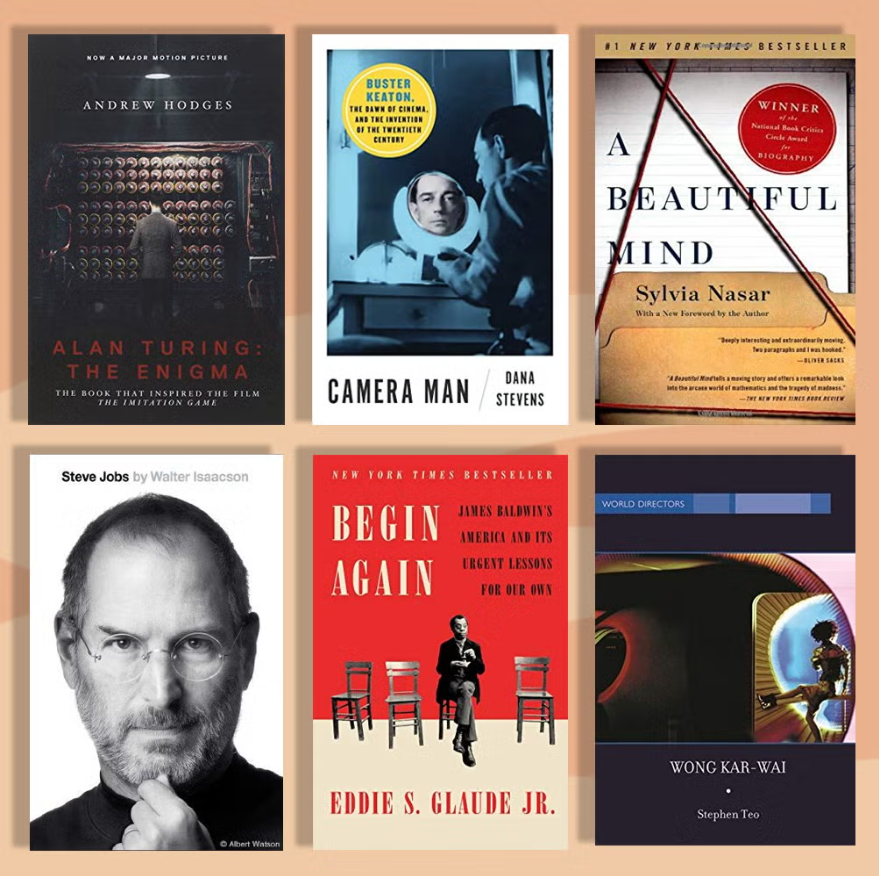 NOW A MAJOR MOTION PICTURE
ANDREW HODGES
ALAN TURING:
THE ENIGMA
THE BOOK THAT INSPIRED THE FILM
THE IMITATION GAME
BUSTER
KEATON,
THE DAWN OF CINEMA,
AND THE INVENTION
OF THE TWENTIETH
CENTURY
CAMERA MAN / DANA
STEVENS
#1 NEW YORK TIMES BESTSELLER
WINNER
of the
National Book Critics
Circle Award
for
BIOGRAPHY
A
BEAUTIFUL
MIND
Sylvia Nasar
With a New Foreword by the Author
"Deeply interesting and extraordinarily moving.
Two paragraphs and I was hooked."
—OLIVER SACKS
"A Beautiful Mind tells a moving story and offers a remarkable look
into the arcane world of mathematics and the tragedy of madness."
—THE NEW YORK TIMES BOOK REVIEW
Steve Jobs by Walter Isaacson
© Albert Watson
NEW YORK TIMES BESTSELLER
BEGIN
AGAIN
JAMES BALDWIN'S
AMERICA AND ITS
URGENT LESSONS
FOR OUR OWN
EDDIE S. GLAUDE JR.
WORLD DIRECTORS
WONG KAR-WAI
•
Stephen Teo